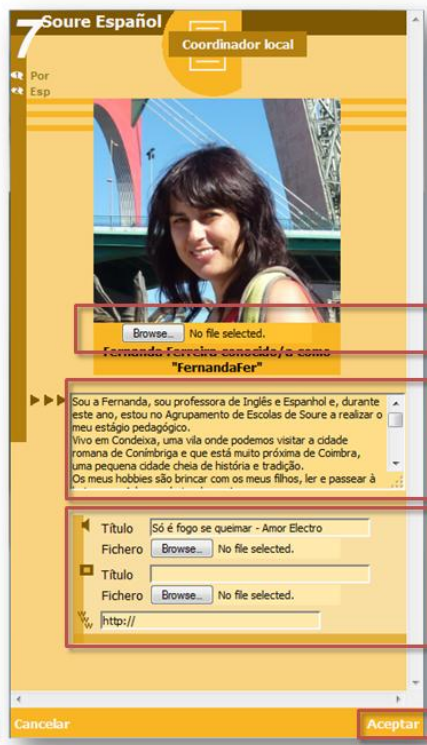 7
Soure Español
Coordinador local
Por
Esp
Browse... No file selected.
Fernanda Ferreira conocido/a como
"FernandaFer"
Sou a Fernanda, sou professora de Inglês e Espanhol e, durante
este ano, estou no Agrupamento de Escolas de Soure a realizar o
meu estágio pedagógico.
Vivo em Condeixa, uma vila onde podemos visitar a cidade
romana de Conímbriga e que está muito próxima de Coimbra,
uma pequena cidade cheia de história e tradição.
Os meus hobbies são brincar com os meus filhos, ler e passear à
Título Só é fogo se queimar - Amor Electro
Fichero Browse... No file selected.
Título
Fichero Browse... No file selected.
www http://
Cancelar Aceptar